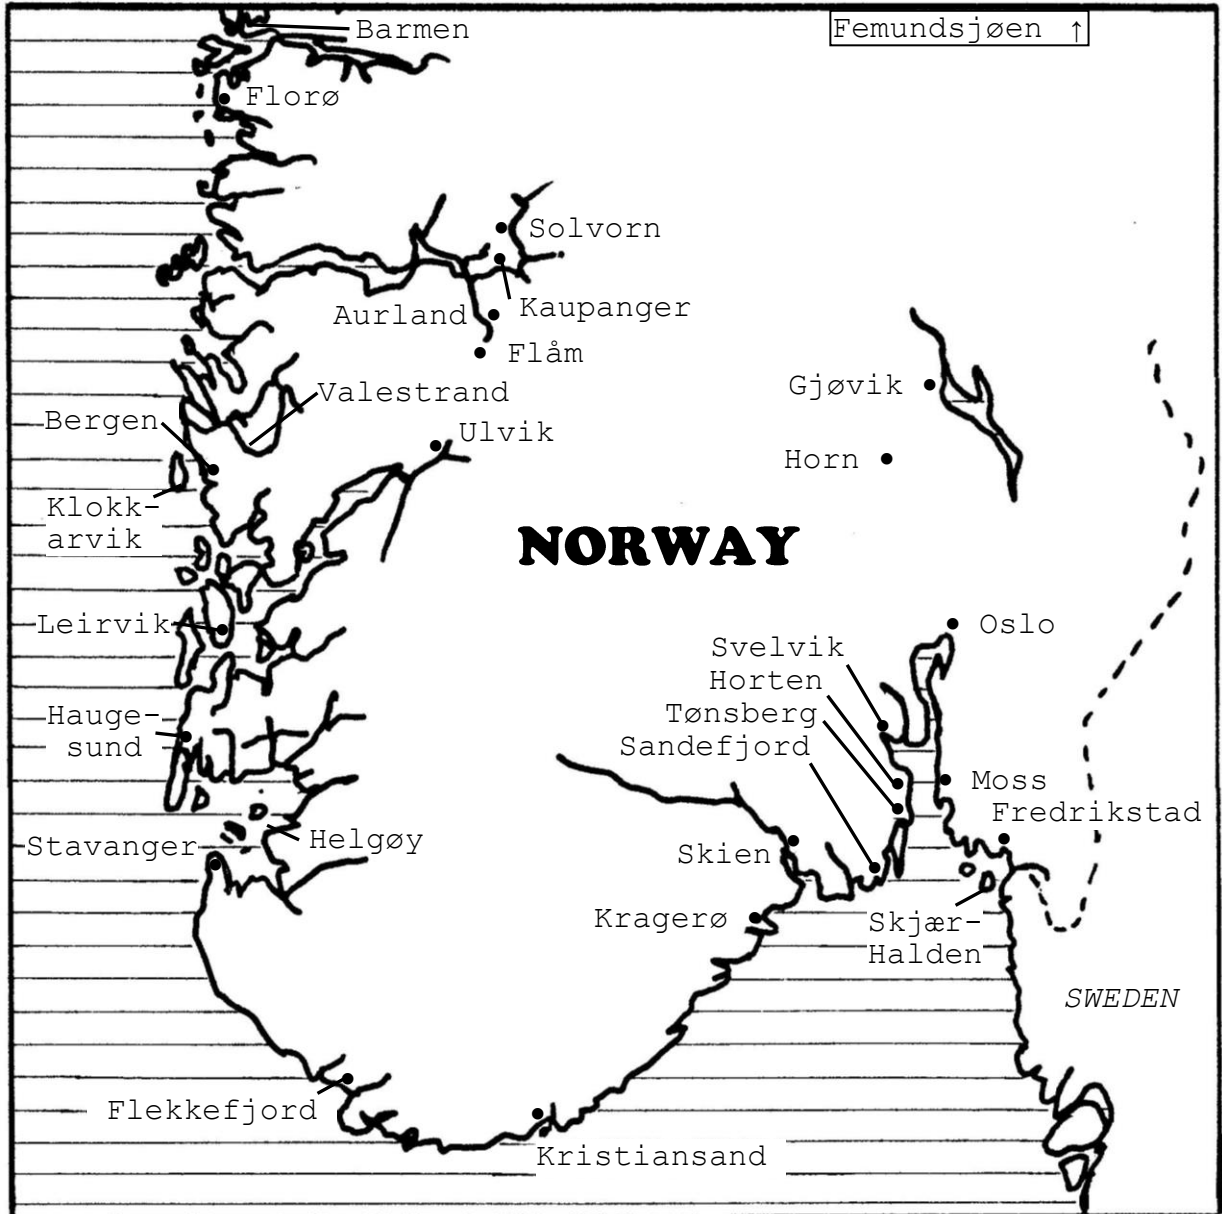 Barmen
Femundsjøen ↑
Florø
Solvorn
Kaupanger
Aurland
Flåm
Gjøvik
Valestrand
Bergen
Ulvik
Horn
Klokk-
arvik
NORWAY
Leirvik
Oslo
Svelvik
Horten
Tønsberg
Sandefjord
Hauge-
sund
Moss
Fredrikstad
Stavanger
Helgøy
Skien
Kragerø
Skjær-
Halden
SWEDEN
Flekkefjord
Kristiansand